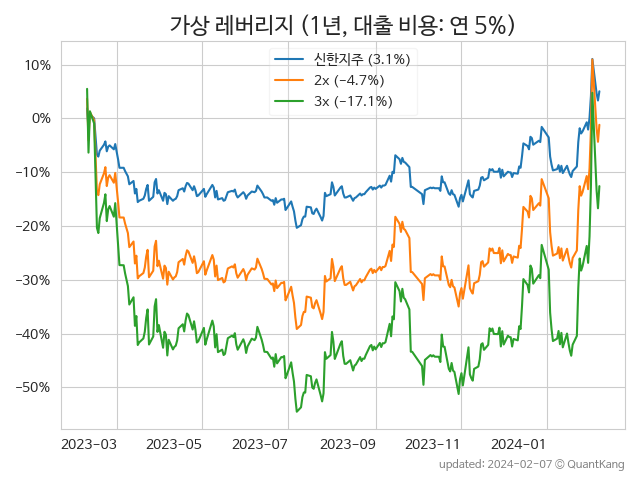 가상 레버리지 (1년, 대출 비용: 연 5%)
신한지주 (3.1%)
2x (−4.7%)
3x (−17.1%)
10%
0%
−10%
−20%
−30%
−40%
−50%
2023-03 2023-05 2023-07 2023-09 2023-11 2024-01
updated: 2024-02-07 © QuantKang